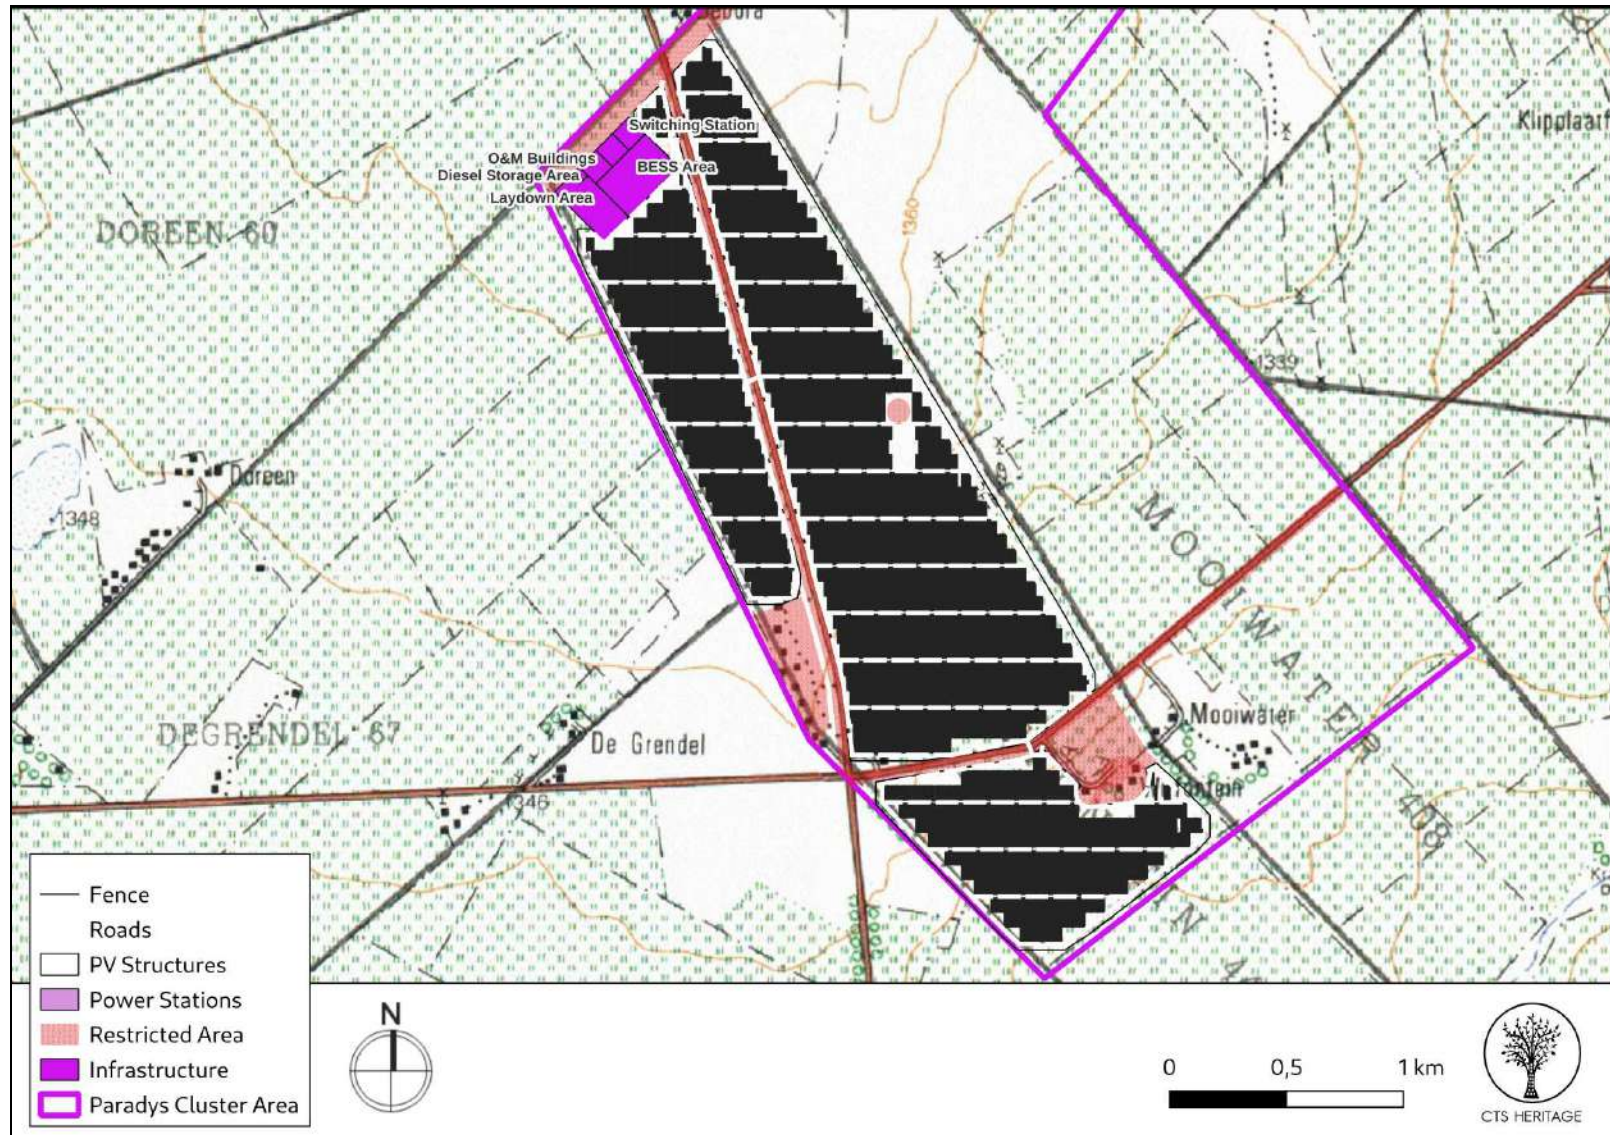 Debora
Klipplaatf
Switching Station
O&M Buildings
BESS Area
Diesel Storage Area
Laydown Area
DOREEN 60
1360
1339
Doreen
1348
MOOIWATER 408
Mooiwater
DEGRENDEL 67
De Grendel
1346
Fence
Roads
PV Structures
Power Stations
Restricted Area
Infrastructure
Paradys Cluster Area
N
0 0,5 1 km
CTS HERITAGE